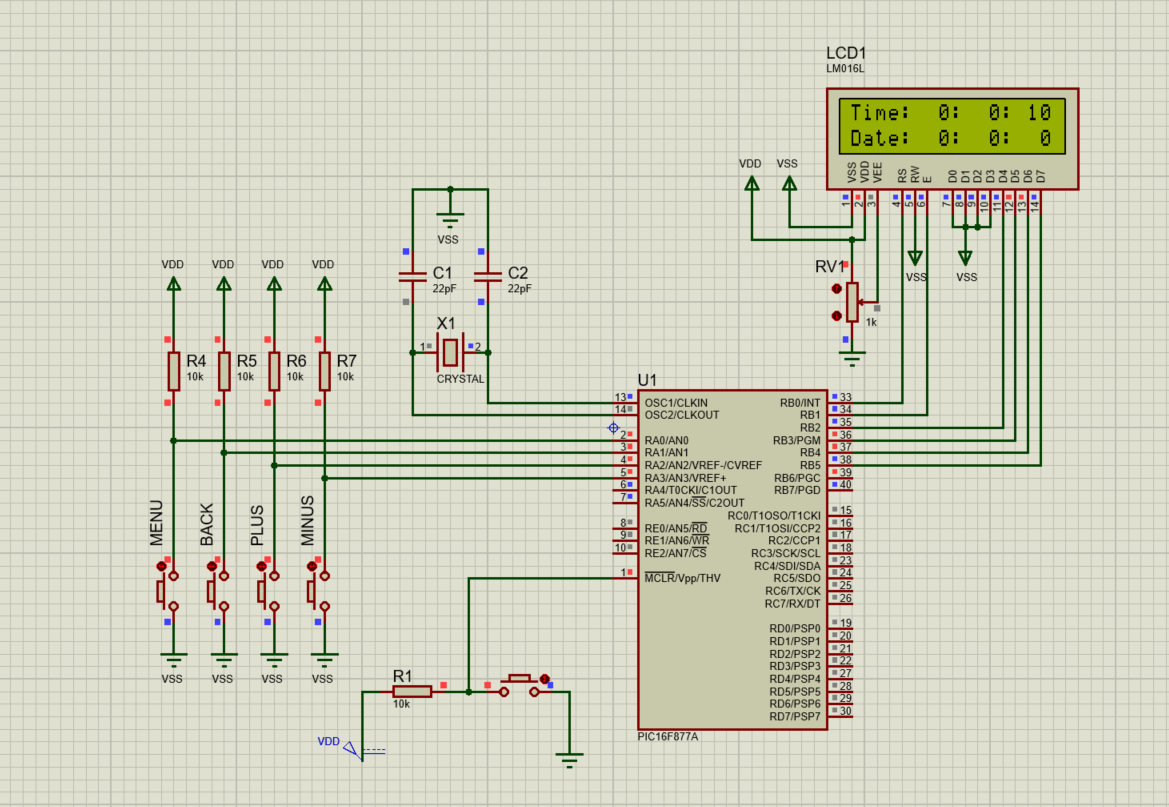 LCD1
LM016L
Time: 0: 0: 10
Date: 0: 0: 0
VSS
VDD
VEE
RS
RW
E
D0
D1
D2
D3
D4
D5
D6
D7
1
2
3
4
5
6
7
8
9
10
11
12
13
14
VDD
VSS
VSS
VSS
RV1
1k
VSS
C1
22pF
C2
22pF
X1
1
2
CRYSTAL
VDD
VDD
VDD
VDD
R4
10k
R5
10k
R6
10k
R7
10k
MENU
BACK
PLUS
MINUS
VSS
VSS
VSS
VSS
R1
10k
VDD
U1
13 OSC1/CLKIN
14 OSC2/CLKOUT
2 RA0/AN0
3 RA1/AN1
4 RA2/AN2/VREF-/CVREF
5 RA3/AN3/VREF+
6 RA4/T0CKI/C1OUT
7 RA5/AN4/SS/C2OUT
8 RE0/AN5/RD
9 RE1/AN6/WR
10 RE2/AN7/CS
1 MCLR/Vpp/THV
RB0/INT 33
RB1 34
RB2 35
RB3/PGM 36
RB4 37
RB5 38
RB6/PGC 39
RB7/PGD 40
RC0/T1OSO/T1CKI 15
RC1/T1OSI/CCP2 16
RC2/CCP1 17
RC3/SCK/SCL 18
RC4/SDI/SDA 23
RC5/SDO 24
RC6/TX/CK 25
RC7/RX/DT 26
RD0/PSP0 19
RD1/PSP1 20
RD2/PSP2 21
RD3/PSP3 22
RD4/PSP4 27
RD5/PSP5 28
RD6/PSP6 29
RD7/PSP7 30
PIC16F877A